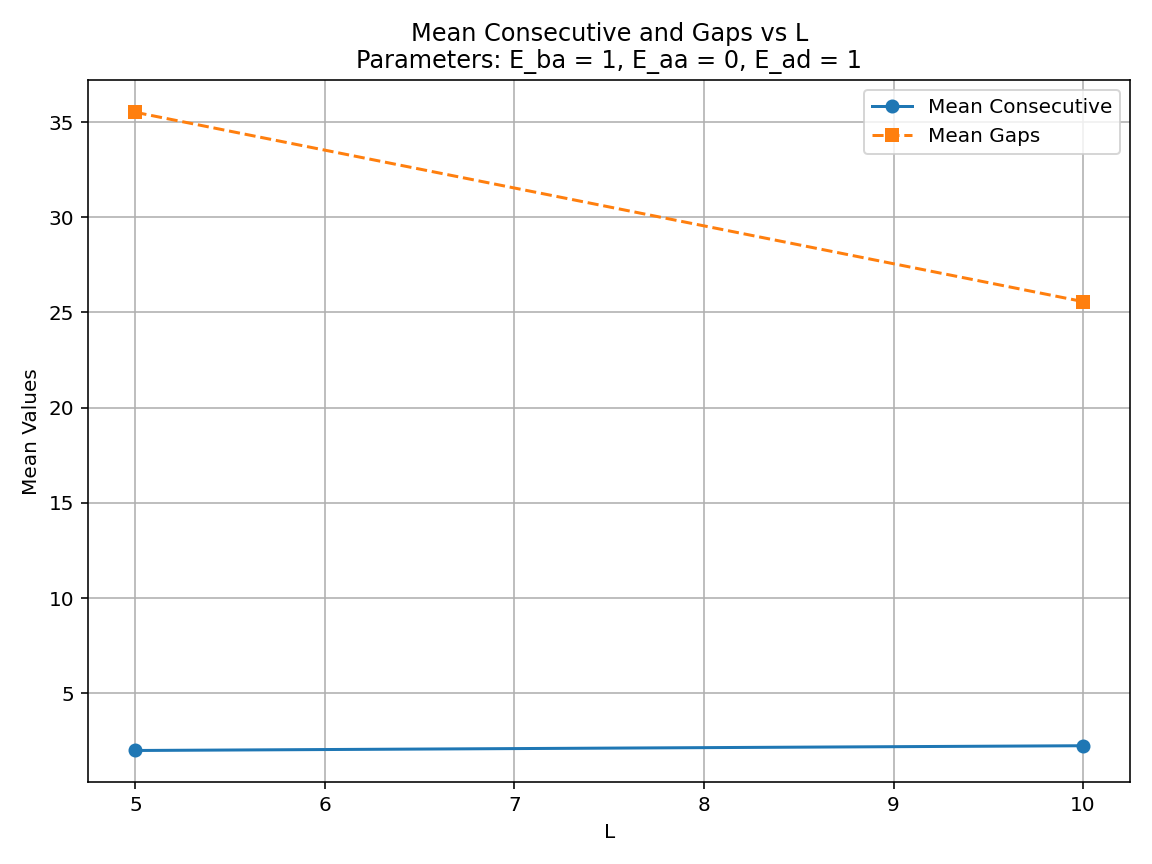 Mean Consecutive and Gaps vs L
Parameters: E_ba = 1, E_aa = 0, E_ad = 1
Mean Consecutive
Mean Gaps
Mean Values
35
30
25
20
15
10
5
5
6
7
8
9
10
L